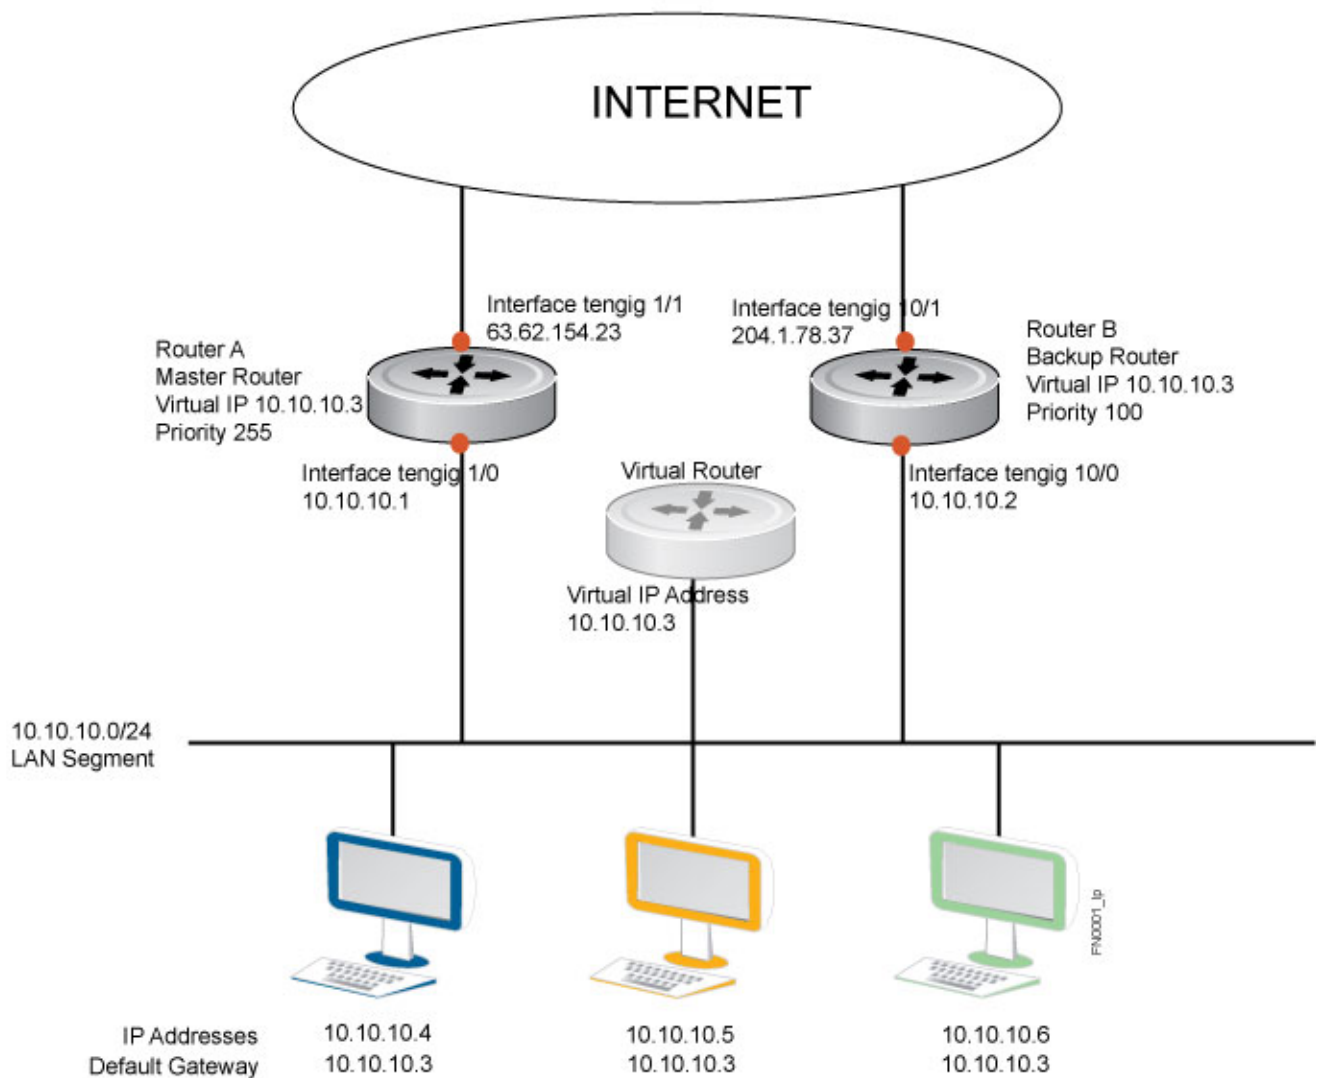 INTERNET
Interface tengig 1/1
63.62.154.23
Interface tengig 10/1
204.1.78.37
Router A
Master Router
Virtual IP 10.10.10.3
Priority 255
Router B
Backup Router
Virtual IP 10.10.10.3
Priority 100
Interface tengig 1/0
10.10.10.1
Virtual Router
Interface tengig 10/0
10.10.10.2
Virtual IP Address
10.10.10.3
10.10.10.0/24
LAN Segment
FN0001_lp
IP Addresses 10.10.10.4 10.10.10.5 10.10.10.6
Default Gateway 10.10.10.3 10.10.10.3 10.10.10.3